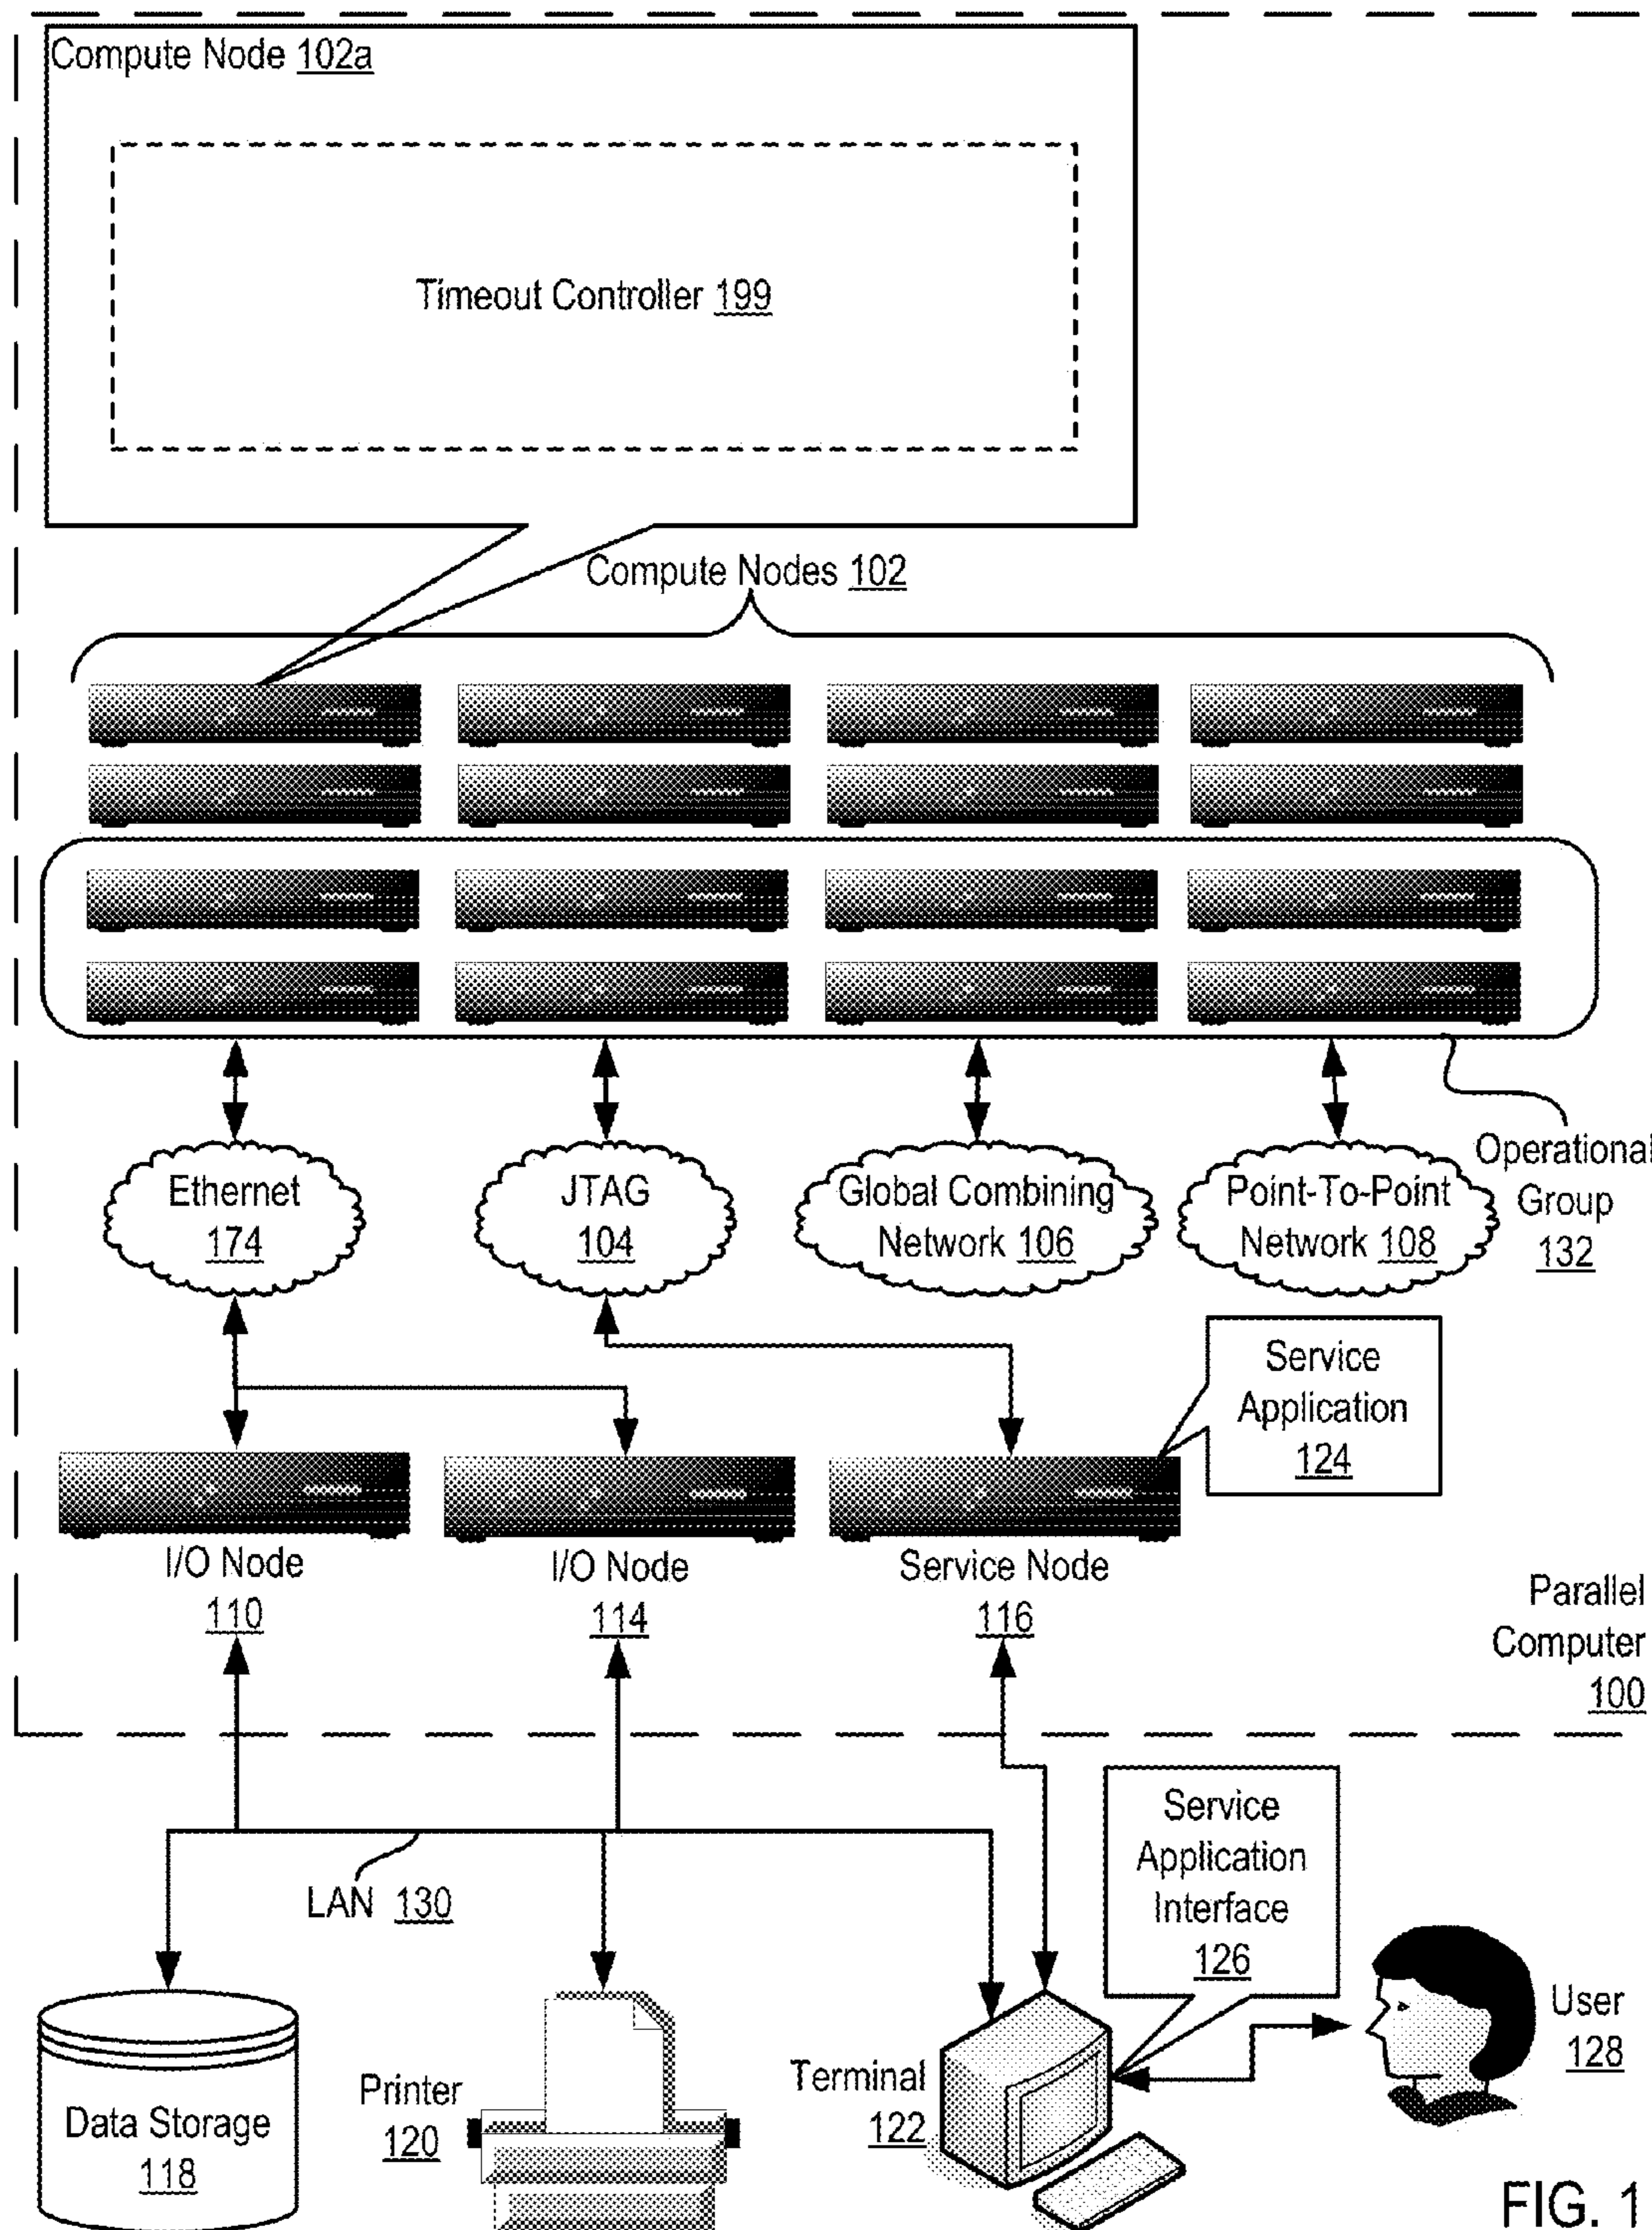 Compute Node 102a
Timeout Controller 199
Compute Nodes 102
Ethernet
174
JTAG
104
Global Combining
Network 106
Point-To-Point
Network 108
Operational
Group
132
Service
Application
124
I/O Node
110
I/O Node
114
Service Node
116
Parallel
Computer
100
LAN 130
Service
Application
Interface
126
Data Storage
118
Printer
120
Terminal
122
User
128
FIG. 1